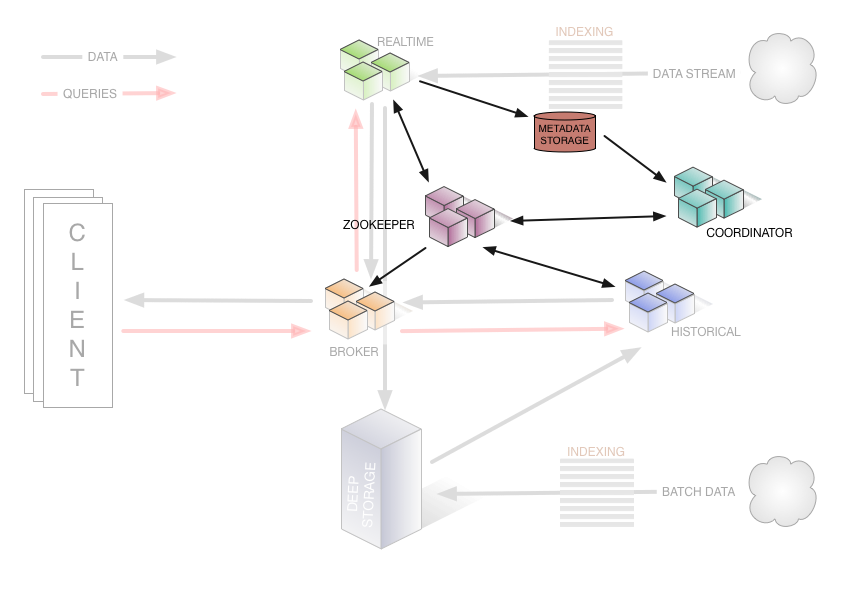 REALTIME
INDEXING
DATA
DATA STREAM
QUERIES
METADATA
STORAGE
ZOOKEEPER
COORDINATOR
CLIENT
BROKER
HISTORICAL
INDEXING
DEEP
STORAGE
BATCH DATA